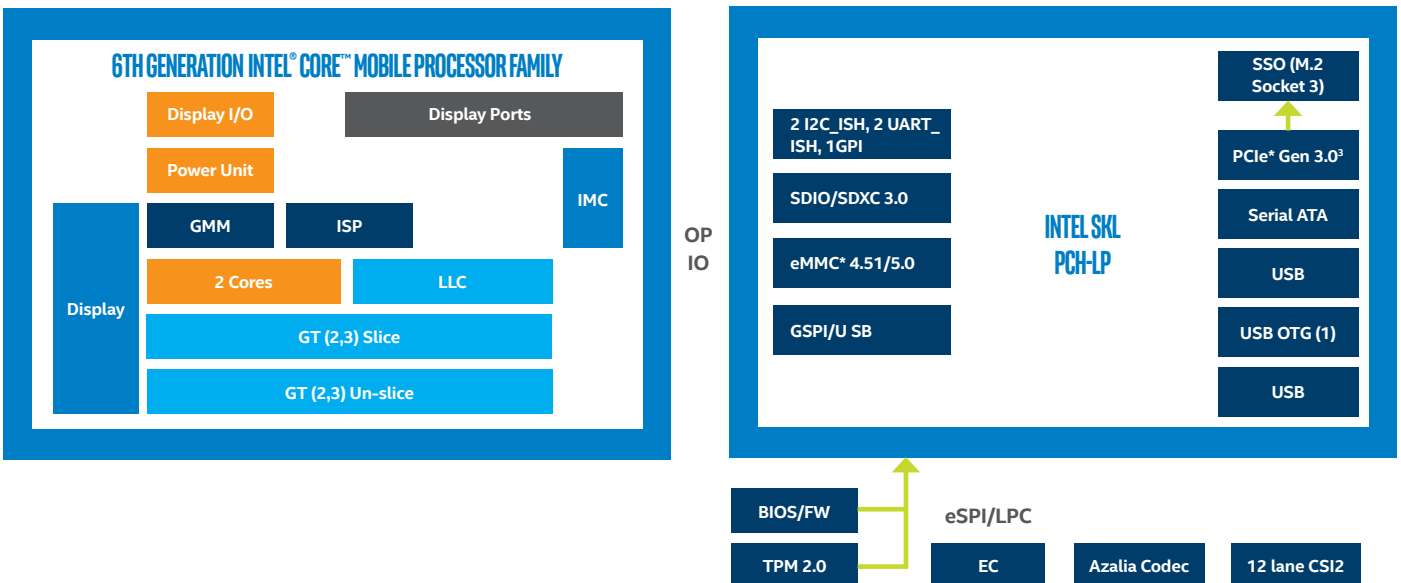 6TH GENERATION INTEL® CORE™ MOBILE PROCESSOR FAMILY
Display I/O
Display Ports
Power Unit
IMC
GMM
ISP
2 Cores
LLC
Display
GT (2,3) Slice
GT (2,3) Un-slice
OP
IO
SSO (M.2
Socket 3)
2 I2C_ISH, 2 UART_
ISH, 1GPI
PCIe* Gen 3.0³
SDIO/SDXC 3.0
Serial ATA
INTEL SKL
PCH-LP
eMMC* 4.51/5.0
USB
GSPI/U SB
USB OTG (1)
USB
BIOS/FW
eSPI/LPC
TPM 2.0
EC
Azalia Codec
12 lane CSI2